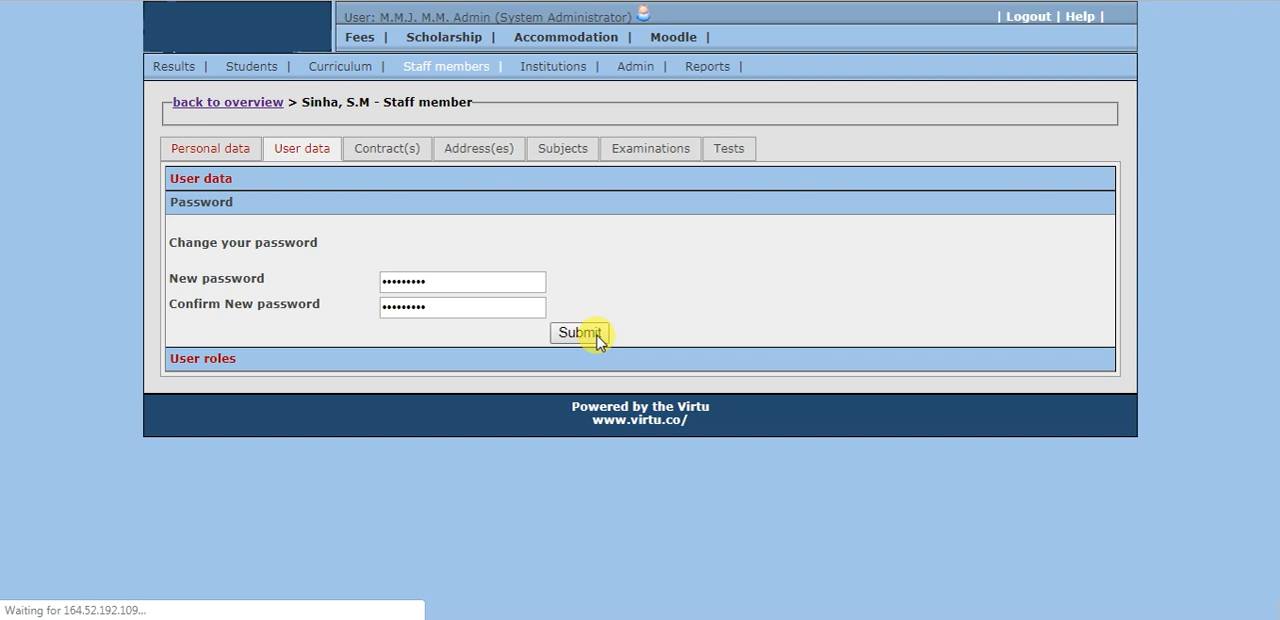 User: M.M.J. M.M. Admin (System Administrator) | Logout | Help |
Fees | Scholarship | Accommodation | Moodle |
Results | Students | Curriculum | Staff members | Institutions | Admin | Reports |
back to overview > Sinha, S.M - Staff member
Personal data User data Contract(s) Address(es) Subjects Examinations Tests
User data
Password
Change your password
New password •••••••••
Confirm New password •••••••••
Submit
User roles
Powered by the Virtu
www.virtu.co/
Waiting for 164.52.192.109...